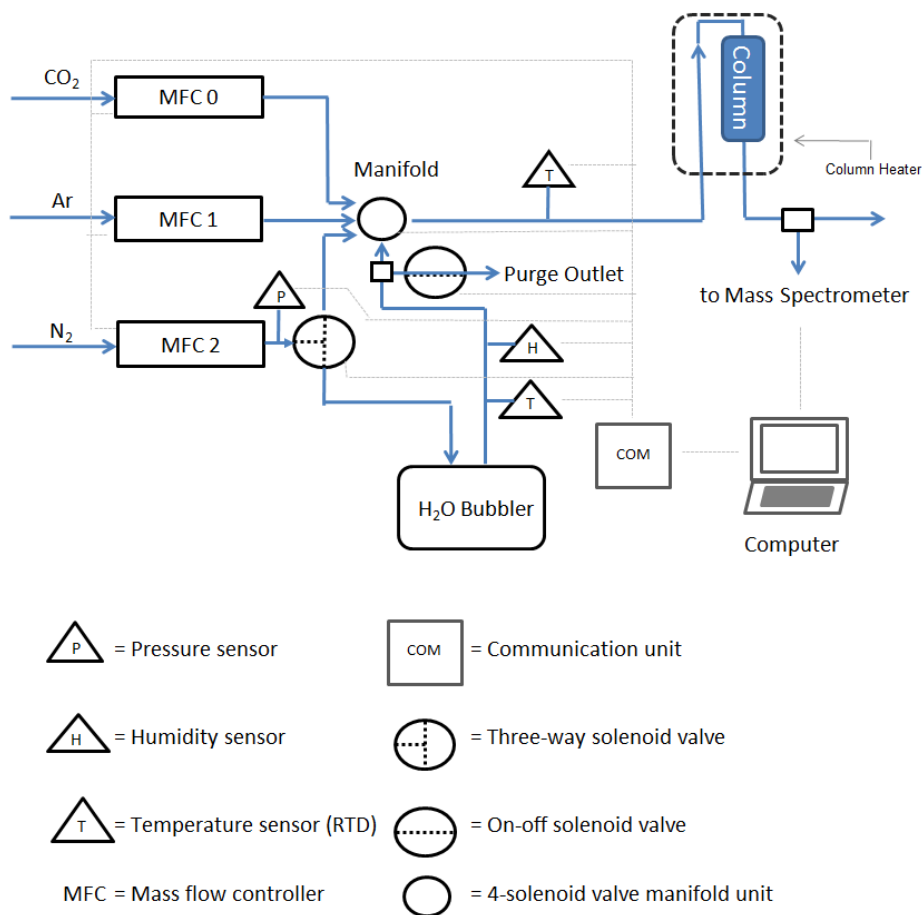 CO₂
MFC 0
Column
Manifold
T
Column Heater
Ar
MFC 1
Purge Outlet
to Mass Spectrometer
P
N₂
MFC 2
H
T
COM
H₂O Bubbler
Computer
P = Pressure sensor
COM = Communication unit
H = Humidity sensor
= Three-way solenoid valve
T = Temperature sensor (RTD)
= On-off solenoid valve
MFC = Mass flow controller
= 4-solenoid valve manifold unit